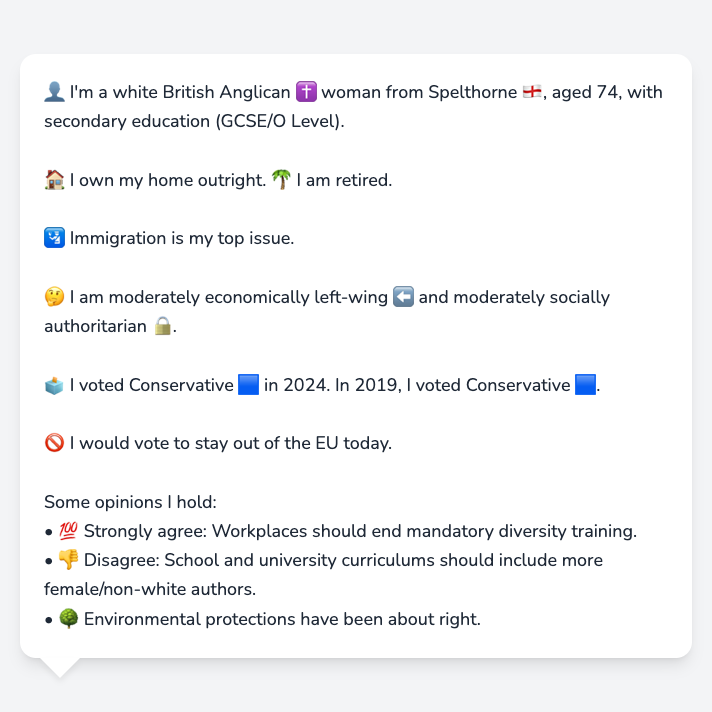 👤 I'm a white British Anglican ✝️ woman from Spelthorne 🏴󠁧󠁢󠁥󠁮󠁧󠁿, aged 74, with
secondary education (GCSE/O Level).
🏠 I own my home outright. 🌴 I am retired.
🛂 Immigration is my top issue.
🤔 I am moderately economically left-wing ⬅️ and moderately socially
authoritarian 🔒.
🗳️ I voted Conservative 🟦 in 2024. In 2019, I voted Conservative 🟦.
🚫 I would vote to stay out of the EU today.
Some opinions I hold:
• 💯 Strongly agree: Workplaces should end mandatory diversity training.
• 👎 Disagree: School and university curriculums should include more
female/non-white authors.
• 🌳 Environmental protections have been about right.